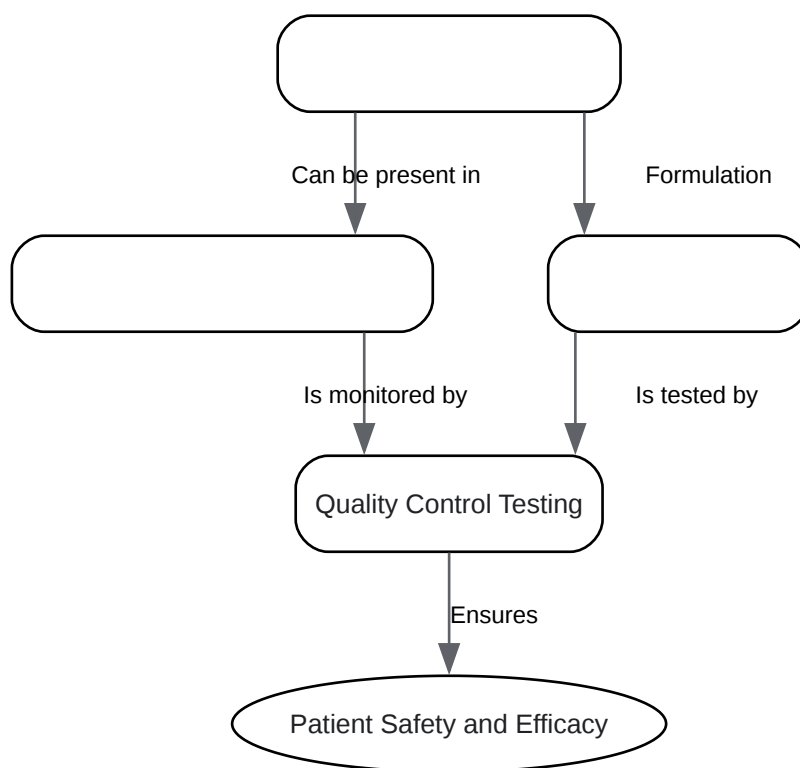 Can be present in
Formulation
Is monitored by
Is tested by
Quality Control Testing
Ensures
Patient Safety and Efficacy